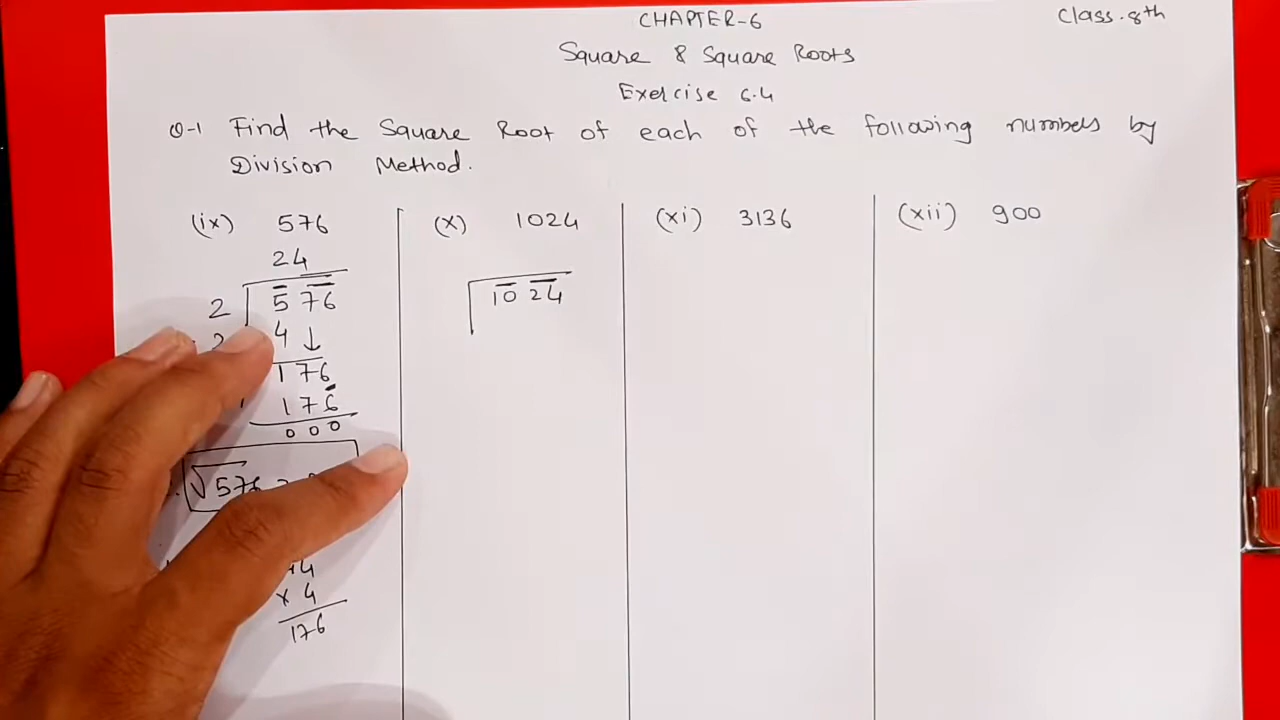 CHAPTER-6
Class. 8th
Square & Square Roots
Exercise 6.4
Q-1 Find the Square Root of each of the following numbers by
Division Method.
(ix) 576
(x) 1024
(xi) 3136
(xii) 900
24
2 5 76
2 4 ↓
176
176
000
√576
10 24
4
x 4
176